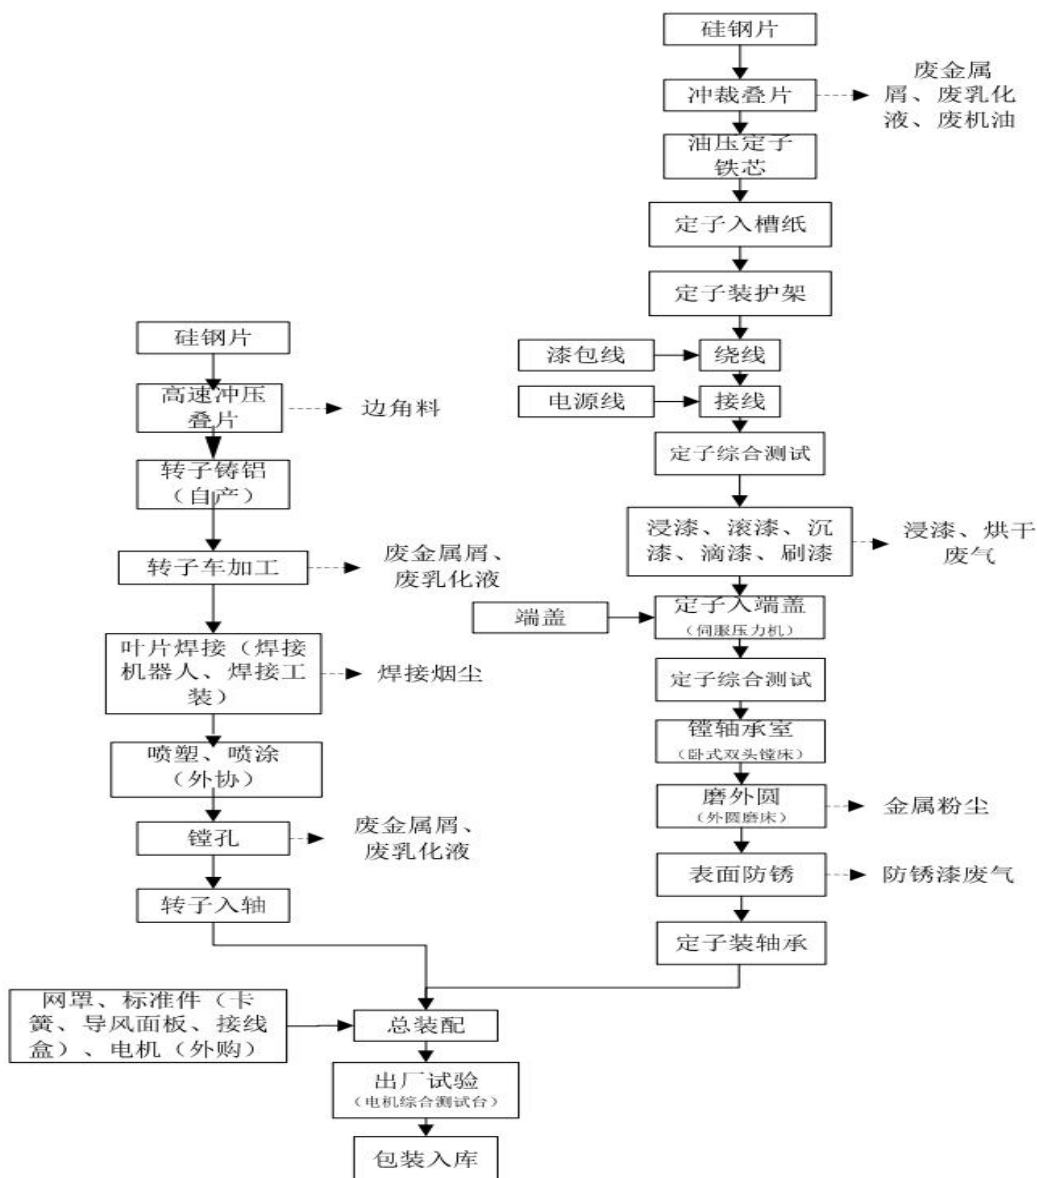 硅钢片
冲裁叠片
废金属
屑、废乳化
液、废机油
油压定子
铁芯
定子入槽纸
定子装护架
漆包线
绕线
电源线
接线
定子综合测试
浸漆、滚漆、沉
漆、滴漆、刷漆
浸漆、烘干
废气
端盖
定子入端盖
（伺服压力机）
定子综合测试
镗轴承室
（卧式双头镗床）
磨外圆
（外圆磨床）
金属粉尘
表面防锈
防锈漆废气
定子装轴承
硅钢片
高速冲压
叠片
边角料
转子铸铝
（自产）
转子车加工
废金属屑、
废乳化液
叶片焊接（焊接
机器人、焊接工
装）
焊接烟尘
喷塑、喷涂
（外协）
镗孔
废金属屑、
废乳化液
转子入轴
网罩、标准件（卡
簧、导风面板、接线
盒）、电机（外购）
总装配
出厂试验
（电机综合测试台）
包装入库